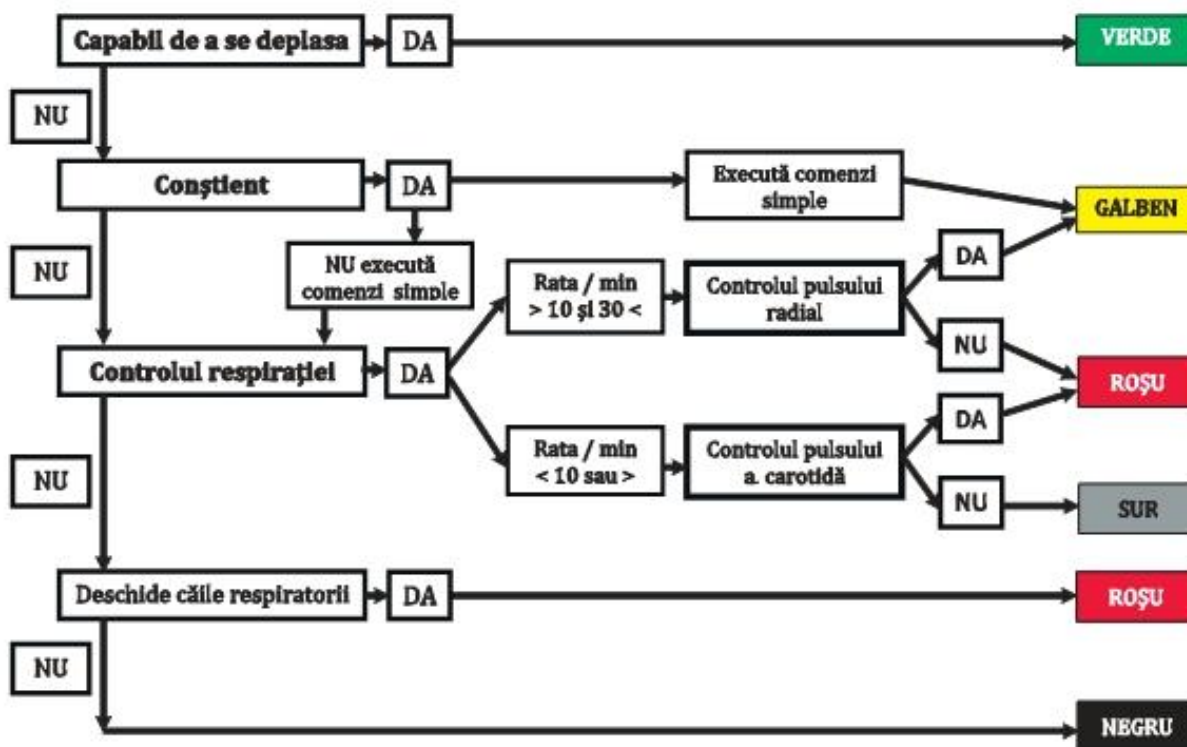 Capabil de a se deplasa
DA
VERDE
NU
Conștient
DA
Execută comenzi
simple
GALBEN
NU
NU execută
comenzi simple
Rata / min
> 10 și 30 <
Controlul pulsului
radial
DA
NU
Controlul respirației
DA
ROȘU
DA
Rata / min
< 10 sau >
Controlul pulsului
a. carotidă
NU
NU
SUR
Deschide căile respiratorii
DA
ROȘU
NU
NEGRU